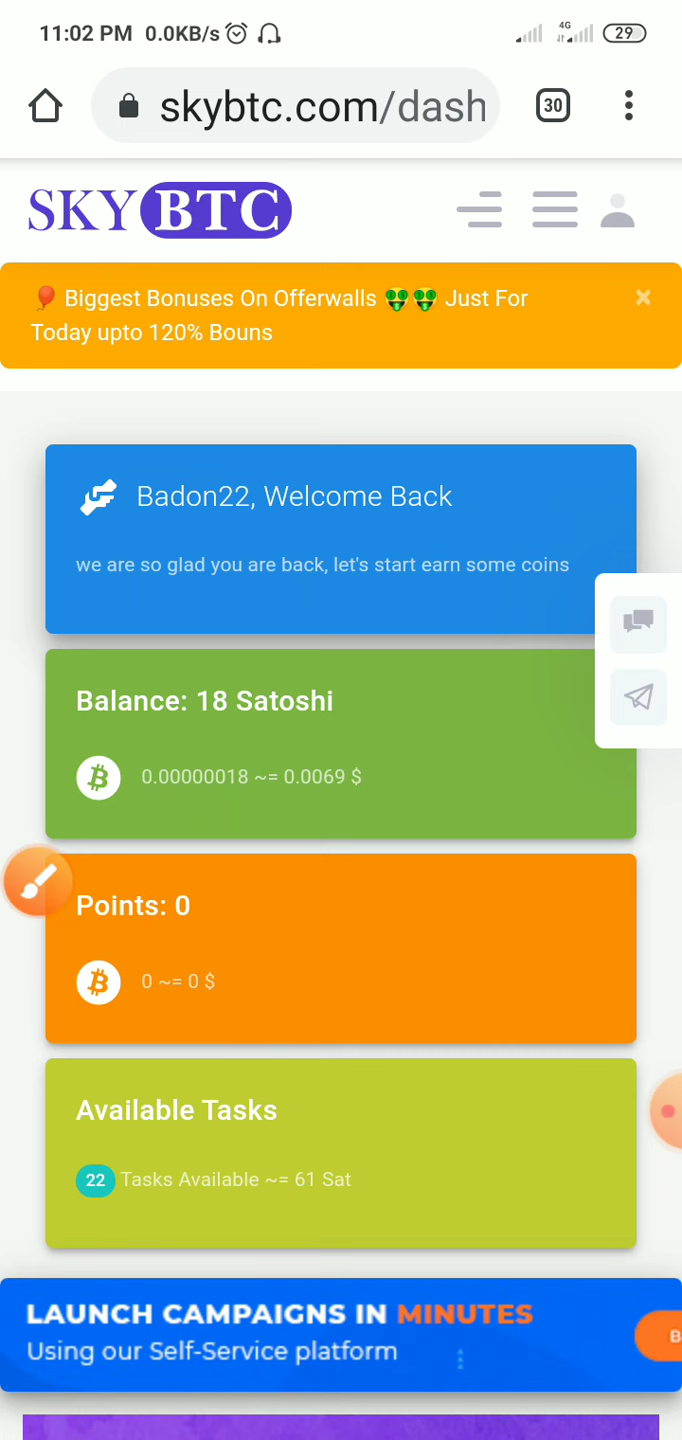 11:02 PM 0.0KB/s 4G 29
skybtc.com/dash 30
SKY BTC
🎈 Biggest Bonuses On Offerwalls 🤑🤑 Just For ×
Today upto 120% Bouns
Badon22, Welcome Back
we are so glad you are back, let's start earn some coins
Balance: 18 Satoshi
0.00000018 ~= 0.0069 $
Points: 0
0 ~= 0 $
Available Tasks
22 Tasks Available ~= 61 Sat
LAUNCH CAMPAIGNS IN MINUTES
Using our Self-Service platform
B